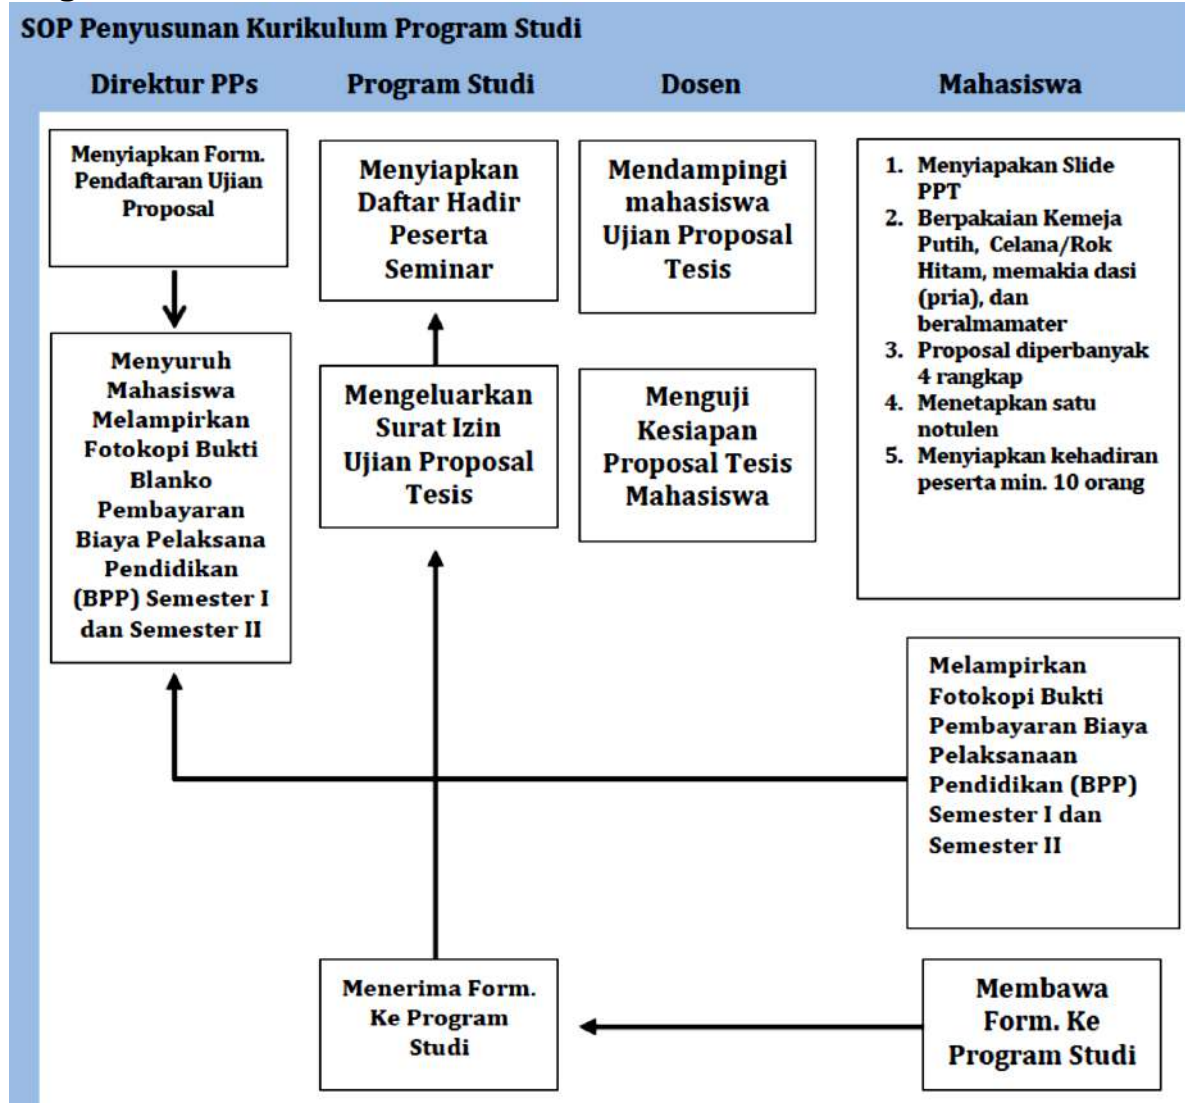 SOP Penyusunan Kurikulum Program Studi
Direktur PPs
Program Studi
Dosen
Mahasiswa
Menyiapkan Form.
Pendaftaran Ujian
Proposal
Menyuruh
Mahasiswa
Melampirkan
Fotokopi Bukti
Blanko
Pembayaran
Biaya Pelaksana
Pendidikan
(BPP) Semester I
dan Semester II
Menyiapkan
Daftar Hadir
Peserta
Seminar
Mengeluarkan
Surat Izin
Ujian Proposal
Tesis
Menerima Form.
Ke Program
Studi
Mendampingi
mahasiswa
Ujian Proposal
Tesis
Menguji
Kesiapan
Proposal Tesis
Mahasiswa
1. Menyiapakan Slide
PPT
2. Berpakaian Kemeja
Putih, Celana/Rok
Hitam, memakia dasi
(pria), dan
beralmamater
3. Proposal diperbanyak
4 rangkap
4. Menetapkan satu
notulen
5. Menyiapkan kehadiran
peserta min. 10 orang
Melampirkan
Fotokopi Bukti
Pembayaran Biaya
Pelaksanaan
Pendidikan (BPP)
Semester I dan
Semester II
Membawa
Form. Ke
Program Studi